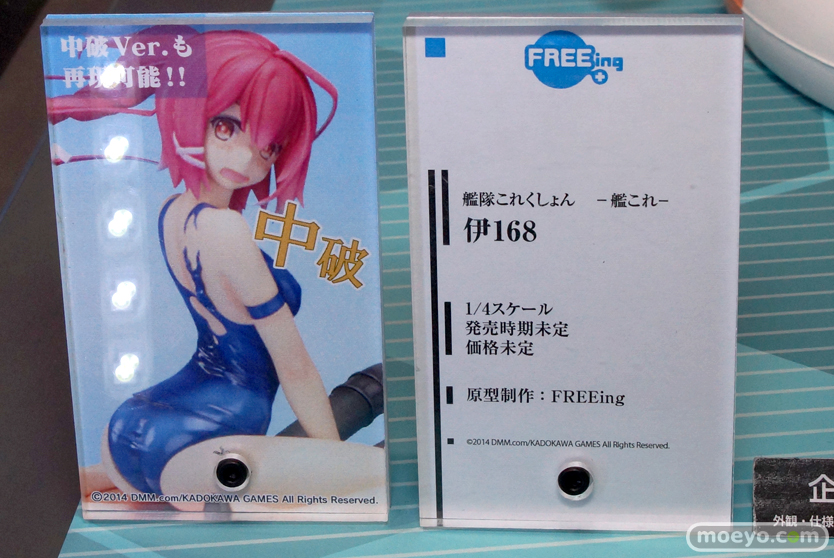 中破Ver.も
再現可能!!
中破
©2014 DMM.com/KADOKAWA GAMES All Rights Reserved.
FREEing
艦隊これくしょん －艦これ－
伊168
1/4スケール
発売時期未定
価格未定
原型制作：FREEing
©2014 DMM.com/KADOKAWA GAMES All Rights Reserved.
企
外観・仕様
moeyo.com